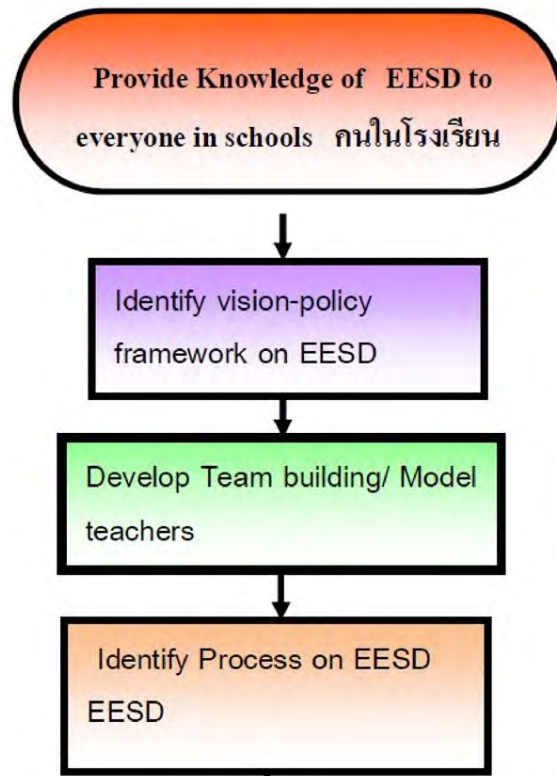 Provide Knowledge of EESD to
everyone in schools คนในโรงเรียน
Identify vision-policy
framework on EESD
Develop Team building/ Model
teachers
Identify Process on EESD
EESD